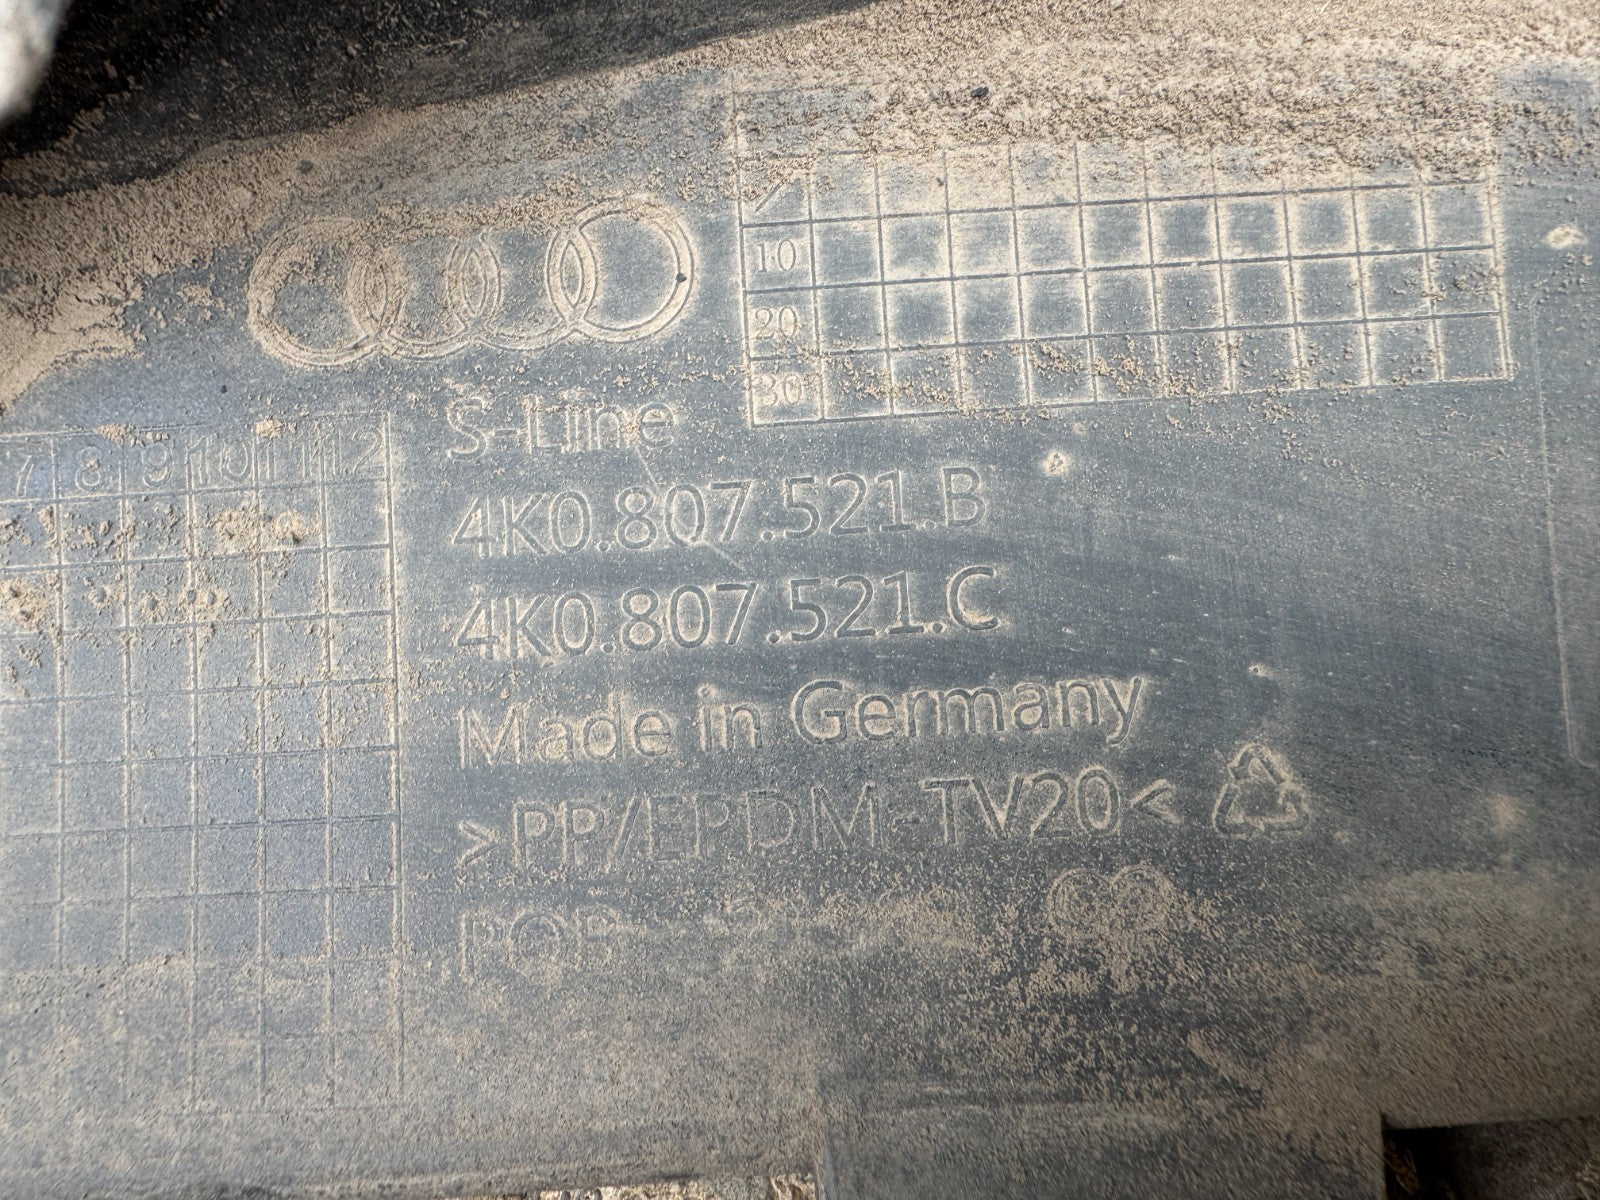 10
20
30
7 8 9 10 11 12
S-Line
4K0.807.521.B
4K0.807.521.C
Made in Germany
>PP/EPDM-TV20<